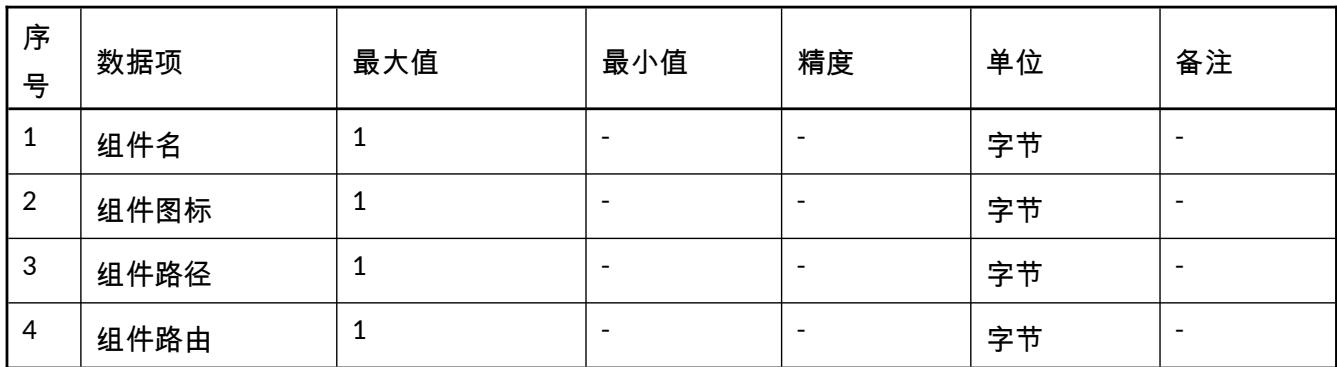 序号 数据项 最大值 最小值 精度 单位 备注
1 组件名 1 - - 字节 -
2 组件图标 1 - - 字节 -
3 组件路径 1 - - 字节 -
4 组件路由 1 - - 字节 -